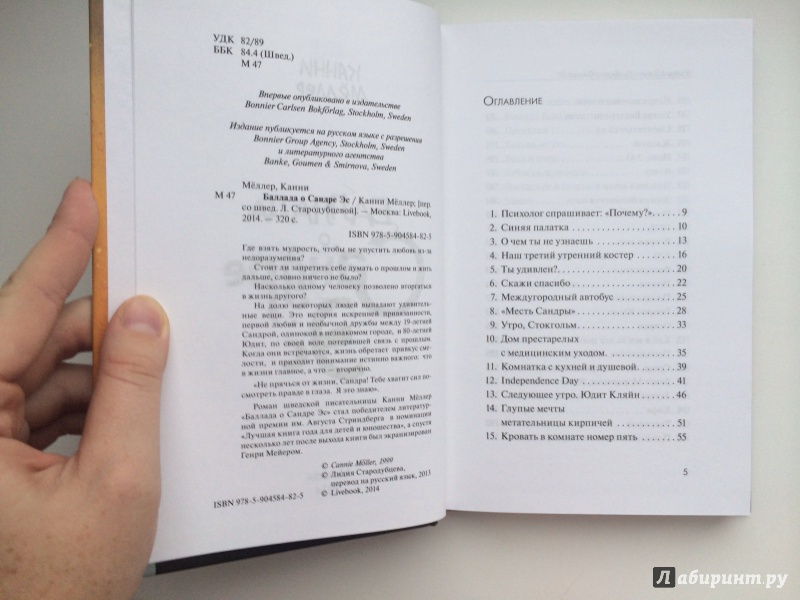 УДК 82/89
ББК 84.4 (Швед.)
М 47
Впервые опубликовано в издательстве
Bonnier Carlsen Bokförlag, Stockholm, Sweden
Издание публикуется на русском языке с разрешения
Bonnier Group Agency, Stockholm, Sweden
и литературного агентства
Banke, Goumen & Smirnova, Sweden
Мёллер, Канни
М 47 Баллада о Сандре Эс / Канни Мёллер; [пер.
со швед. Л. Стародубцевой]. — Москва: Livebook,
2014. — 320 с.
ISBN 978-5-904584-82-5
Где взять мудрость, чтобы не упустить любовь из-за
недоразумения?
Стоит ли запретить себе думать о прошлом и жить
дальше, словно ничего не было?
Насколько одному человеку позволено вторгаться
в жизнь другого?
На долю некоторых людей выпадают удивитель-
ные вещи. Это история искренней привязанности,
первой любви и необычной дружбы между 19-летней
Сандрой, одинокой в незнакомом городе, и 80-летней
Юдит, по своей воле потерявшей связь с прошлым.
Когда они встречаются, жизнь обретает привкус сме-
лости, и приходит понимание истинно важного: что
в жизни главное, а что — вторично.
«Не прячься от жизни, Сандра! Тебе хватит сил по-
смотреть правде в глаза. Я это знаю».
Роман шведской писательницы Канни Мёллер
«Баллада о Сандре Эс» стал победителем литератур-
ной премии им. Августа Стриндберга в номинации
«Лучшая книга года для детей и юношества», а спустя
несколько лет после выхода книги был экранизирован
Генри Мейером.
© Cannie Möller, 1999
© Лидия Стародубцева,
перевод на русский язык, 2013
ISBN 978-5-904584-82-5 © Livebook, 2014
Оглавление
1. Психолог спрашивает: «Почему?». 9
2. Синяя палатка ............ 10
3. О чем ты не узнаешь ............ 13
4. Наш третий утренний костер ....... 16
5. Ты удивлен?. ............ 20
6. Скажи спасибо ............ 22
7. Междугородный автобус ........ 25
8. «Месть Сандры» ............ 28
9. Утро, Стокгольм. ............ 33
10. Дом престарелых
с медицинским уходом. ......... 35
11. Комнатка с кухней и душевой. ..... 39
12. Independence Day ............ 41
13. Следующее утро. Юдит Кляйн ..... 46
14. Глупые мечты
метательницы кирпичей ......... 51
15. Кровать в комнате номер пять ..... 55
5
Лабиринт.ру